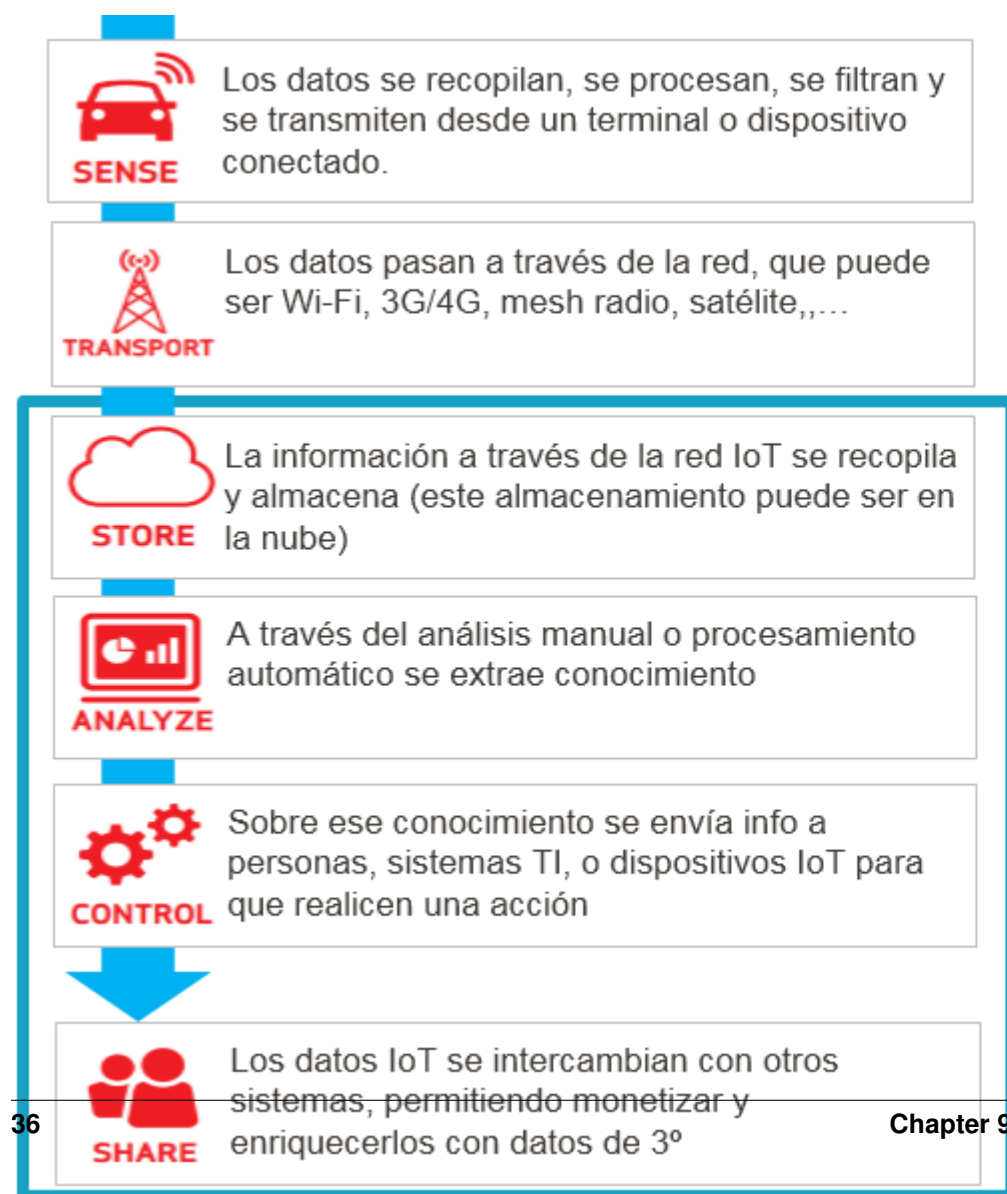 Los datos se recopilan, se procesan, se filtran y
se transmiten desde un terminal o dispositivo
conectado.
SENSE
Los datos pasan a través de la red, que puede
ser Wi-Fi, 3G/4G, mesh radio, satélite,,...
TRANSPORT
La información a través de la red IoT se recopila
y almacena (este almacenamiento puede ser en
la nube)
STORE
A través del análisis manual o procesamiento
automático se extrae conocimiento
ANALYZE
Sobre ese conocimiento se envía info a
personas, sistemas TI, o dispositivos IoT para
que realicen una acción
CONTROL
Los datos IoT se intercambian con otros
sistemas, permitiendo monetizar y
enriquecerlos con datos de 3º
SHARE
36
Chapter 9